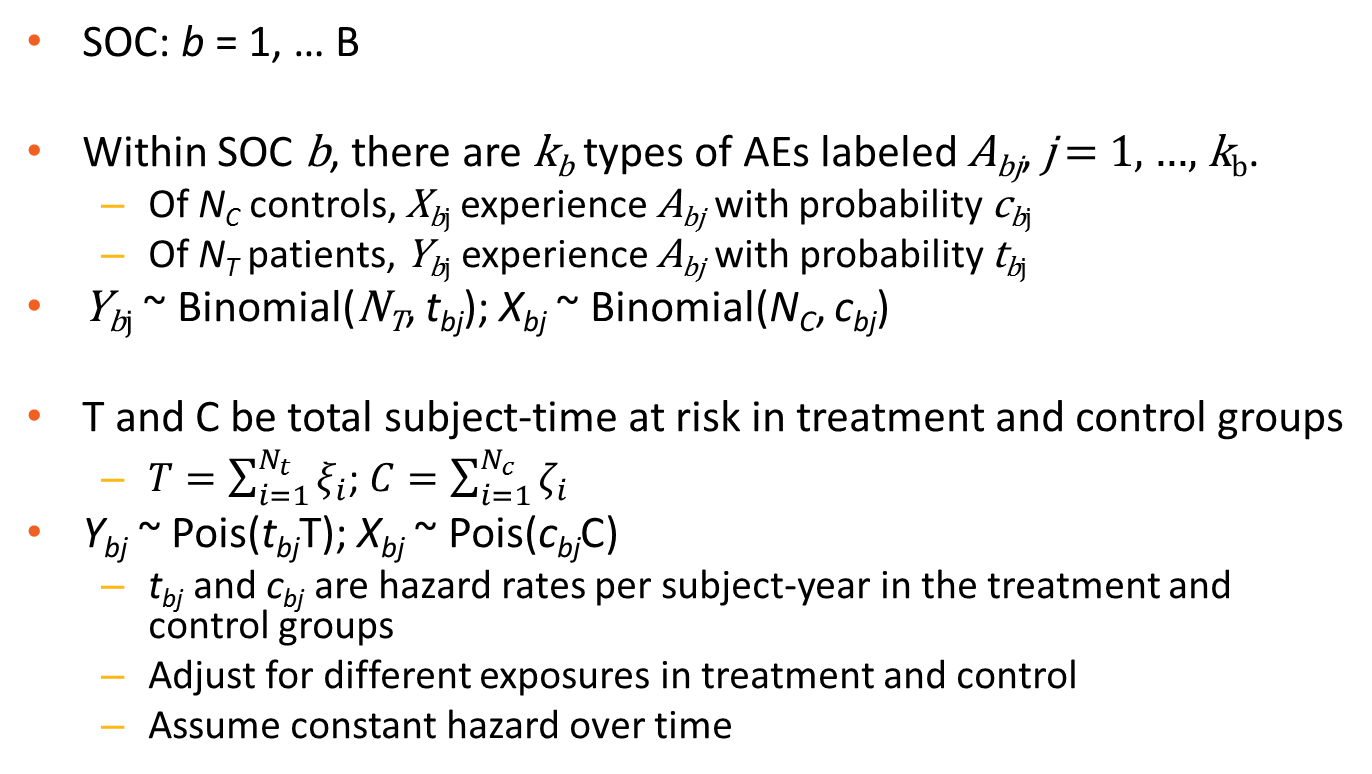 • SOC: b = 1, … B
• Within SOC b, there are k_b types of AEs labeled A_bj, j = 1, …, k_b.
– Of N_C controls, X_bj experience A_bj with probability c_bj
– Of N_T patients, Y_bj experience A_bj with probability t_bj
• Y_bj ~ Binomial(N_T, t_bj); X_bj ~ Binomial(N_C, c_bj)
• T and C be total subject-time at risk in treatment and control groups
– T = ∑_{i=1}^{N_t} ξ_i; C = ∑_{i=1}^{N_c} ζ_i
• Y_bj ~ Pois(t_bjT); X_bj ~ Pois(c_bjC)
– t_bj and c_bj are hazard rates per subject-year in the treatment and
control groups
– Adjust for different exposures in treatment and control
– Assume constant hazard over time